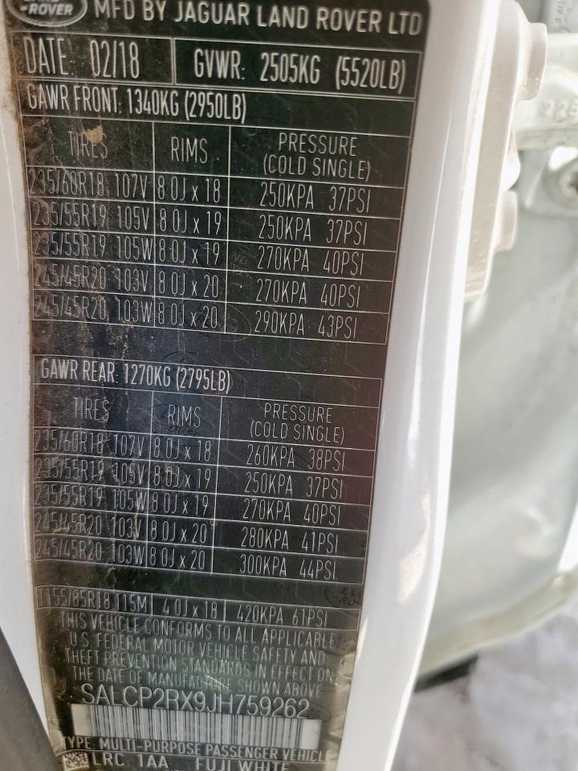 ROVER
MFD BY JAGUAR LAND ROVER LTD
DATE: 02/18 GVWR: 2505KG (5520LB)
GAWR FRONT: 1340KG (2950LB)
TIRES RIMS PRESSURE (COLD SINGLE)
235/60R18 107V 8.0J x 18 250KPA 37PSI
235/55R19 105V 8.0J x 19 250KPA 37PSI
235/55R19 105W 8.0J x 19 270KPA 40PSI
245/45R20 103V 8.0J x 20 270KPA 40PSI
245/45R20 103W 8.0J x 20 290KPA 43PSI
GAWR REAR: 1270KG (2795LB)
TIRES RIMS PRESSURE (COLD SINGLE)
235/60R18 107V 8.0J x 18 260KPA 38PSI
235/55R19 105V 8.0J x 19 250KPA 37PSI
235/55R19 105W 8.0J x 19 270KPA 40PSI
245/45R20 103V 8.0J x 20 280KPA 41PSI
245/45R20 103W 8.0J x 20 300KPA 44PSI
T155/85R18 115M 4.0J x 18 420KPA 61PSI
THIS VEHICLE CONFORMS TO ALL APPLICABLE
U.S. FEDERAL MOTOR VEHICLE SAFETY AND
THEFT PREVENTION STANDARDS IN EFFECT ON
THE DATE OF MANUFACTURE SHOWN ABOVE.
SALCP2RX9JH759262
TYPE: MULTI-PURPOSE PASSENGER VEHICLE
LRC 1AA FUJI WHITE